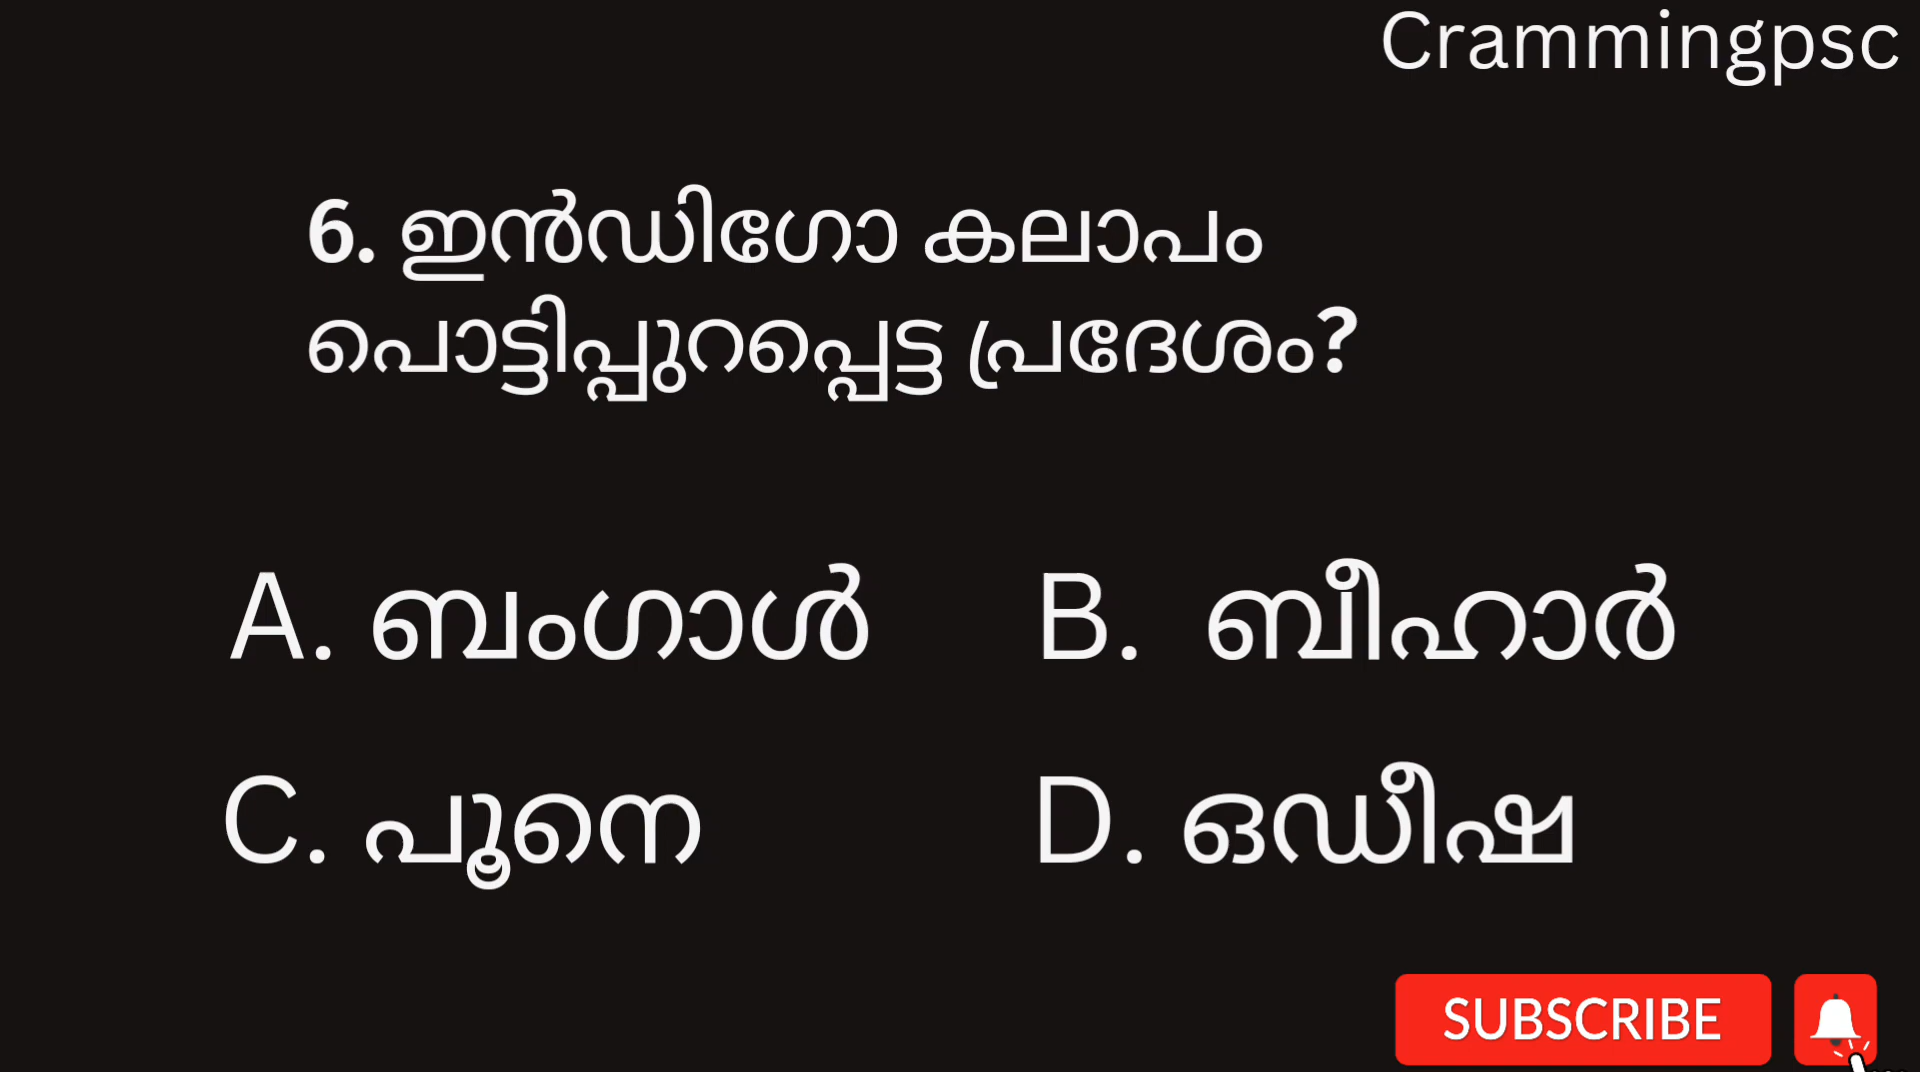 Crammingpsc
6. ഇൻഡിഗോ കലാപം
പൊട്ടിപ്പുറപ്പെട്ട പ്രദേശം?
A. ബംഗാൾ B. ബീഹാർ
C. പൂനെ D. ഒഡീഷ
SUBSCRIBE